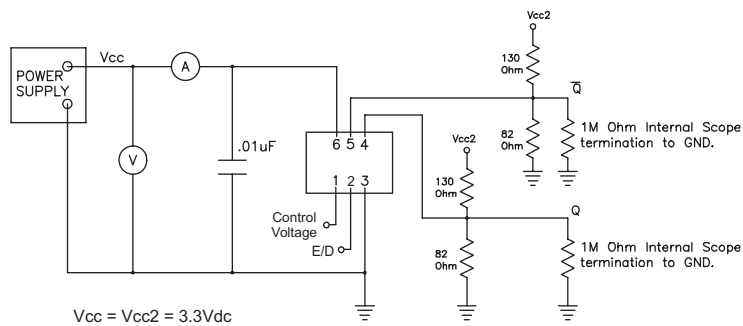 Vcc2
130
Ohm
Q
82
Ohm
1M Ohm Internal Scope
termination to GND.
POWER
SUPPLY
Vcc
A
V
.01uF
6 5 4
1 2 3
Control
Voltage
E/D
Vcc2
130
Ohm
Q
82
Ohm
1M Ohm Internal Scope
termination to GND.
Vcc = Vcc2 = 3.3Vdc